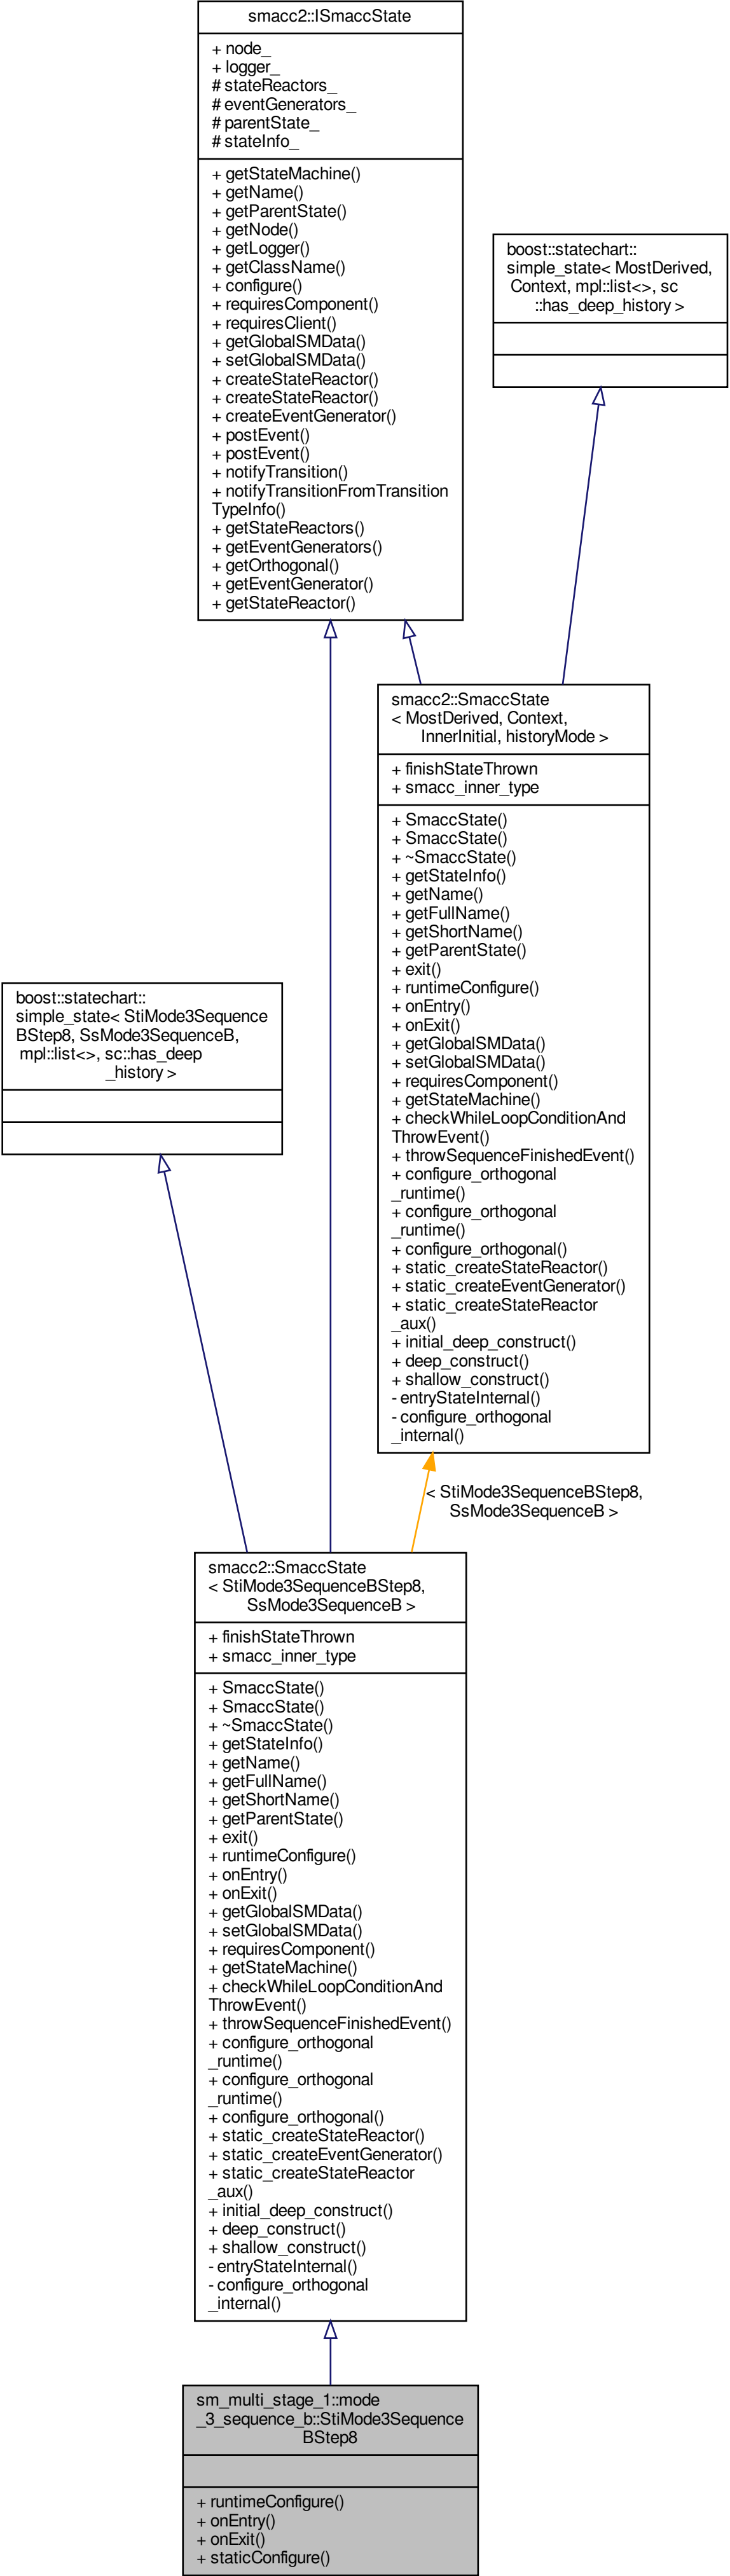 smacc2::ISmaccState
+ node_
+ logger_
# stateReactors_
# eventGenerators_
# parentState_
# stateInfo_
+ getStateMachine()
+ getName()
+ getParentState()
+ getNode()
+ getLogger()
+ getClassName()
+ configure()
+ requiresComponent()
+ requiresClient()
+ getGlobalSMData()
+ setGlobalSMData()
+ createStateReactor()
+ createStateReactor()
+ createEventGenerator()
+ postEvent()
+ postEvent()
+ notifyTransition()
+ notifyTransitionFromTransition
TypeInfo()
+ getStateReactors()
+ getEventGenerators()
+ getOrthogonal()
+ getEventGenerator()
+ getStateReactor()
boost::statechart::
simple_state< MostDerived,
Context, mpl::list<>, sc
::has_deep_history >
smacc2::SmaccState
< MostDerived, Context,
InnerInitial, historyMode >
+ finishStateThrown
+ smacc_inner_type
+ SmaccState()
+ SmaccState()
+ ~SmaccState()
+ getStateInfo()
+ getName()
+ getFullName()
+ getShortName()
+ getParentState()
+ exit()
+ runtimeConfigure()
+ onEntry()
+ onExit()
+ getGlobalSMData()
+ setGlobalSMData()
+ requiresComponent()
+ getStateMachine()
+ checkWhileLoopConditionAnd
ThrowEvent()
+ throwSequenceFinishedEvent()
+ configure_orthogonal
_runtime()
+ configure_orthogonal
_runtime()
+ configure_orthogonal()
+ static_createStateReactor()
+ static_createEventGenerator()
+ static_createStateReactor
_aux()
+ initial_deep_construct()
+ deep_construct()
+ shallow_construct()
- entryStateInternal()
- configure_orthogonal
_internal()
boost::statechart::
simple_state< StiMode3Sequence
BStep8, SsMode3SequenceB,
mpl::list<>, sc::has_deep
_history >
< StiMode3SequenceBStep8,
SsMode3SequenceB >
smacc2::SmaccState
< StiMode3SequenceBStep8,
SsMode3SequenceB >
+ finishStateThrown
+ smacc_inner_type
+ SmaccState()
+ SmaccState()
+ ~SmaccState()
+ getStateInfo()
+ getName()
+ getFullName()
+ getShortName()
+ getParentState()
+ exit()
+ runtimeConfigure()
+ onEntry()
+ onExit()
+ getGlobalSMData()
+ setGlobalSMData()
+ requiresComponent()
+ getStateMachine()
+ checkWhileLoopConditionAnd
ThrowEvent()
+ throwSequenceFinishedEvent()
+ configure_orthogonal
_runtime()
+ configure_orthogonal
_runtime()
+ configure_orthogonal()
+ static_createStateReactor()
+ static_createEventGenerator()
+ static_createStateReactor
_aux()
+ initial_deep_construct()
+ deep_construct()
+ shallow_construct()
- entryStateInternal()
- configure_orthogonal
_internal()
sm_multi_stage_1::mode
_3_sequence_b::StiMode3Sequence
BStep8
+ runtimeConfigure()
+ onEntry()
+ onExit()
+ staticConfigure()